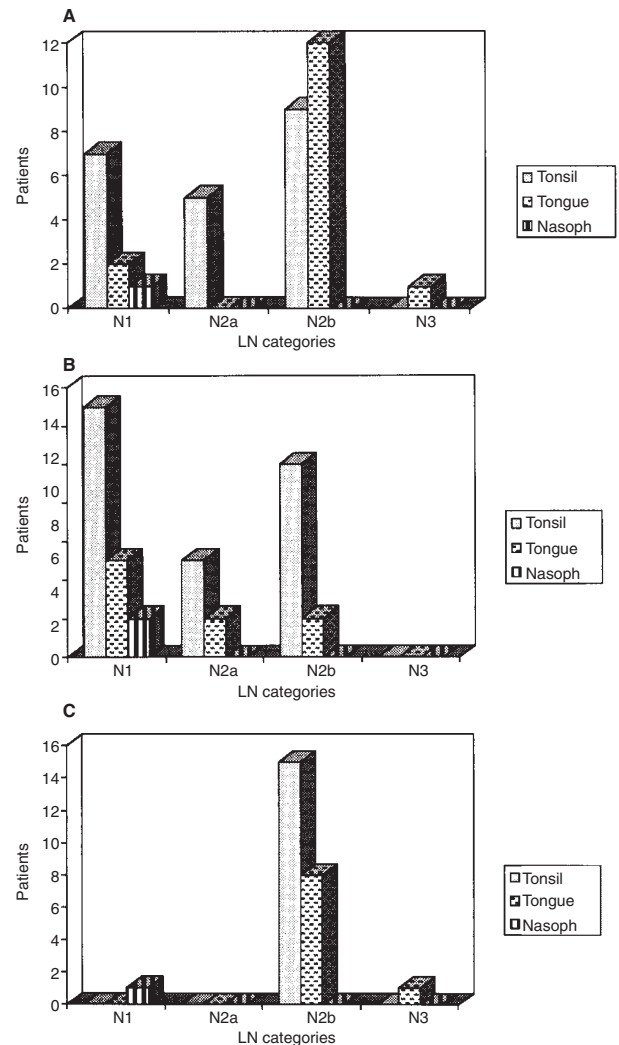 A
12
10
8
6
4
2
0
Patients
N1 N2a N2b N3
LN categories
Tonsil
Tongue
Nasoph
B
16
14
12
10
8
6
4
2
0
Patients
N1 N2a N2b N3
LN categories
Tonsil
Tongue
Nasoph
C
16
14
12
10
8
6
4
2
0
Patients
N1 N2a N2b N3
LN categories
Tonsil
Tongue
Nasoph